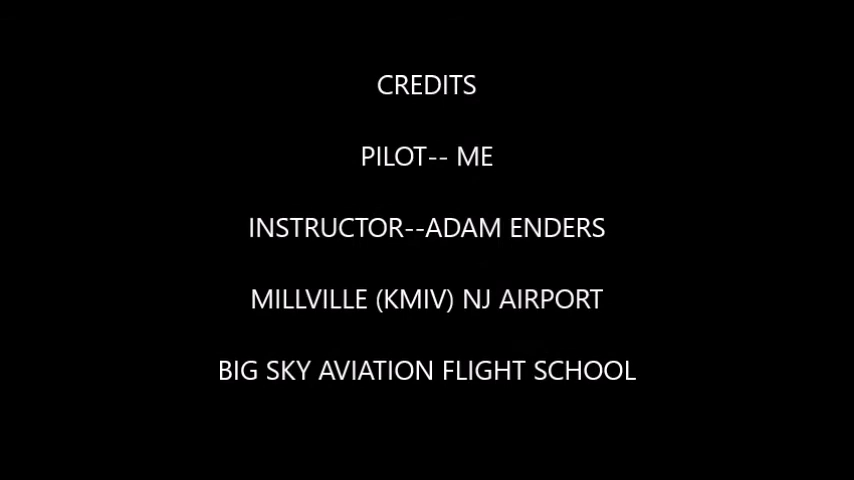 CREDITS
PILOT-- ME
INSTRUCTOR--ADAM ENDERS
MILLVILLE (KMIV) NJ AIRPORT
BIG SKY AVIATION FLIGHT SCHOOL